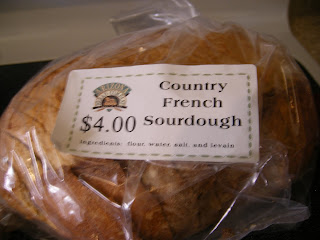 Country
French
$4.00 Sourdough
Ingredients: flour, water, salt, and levain